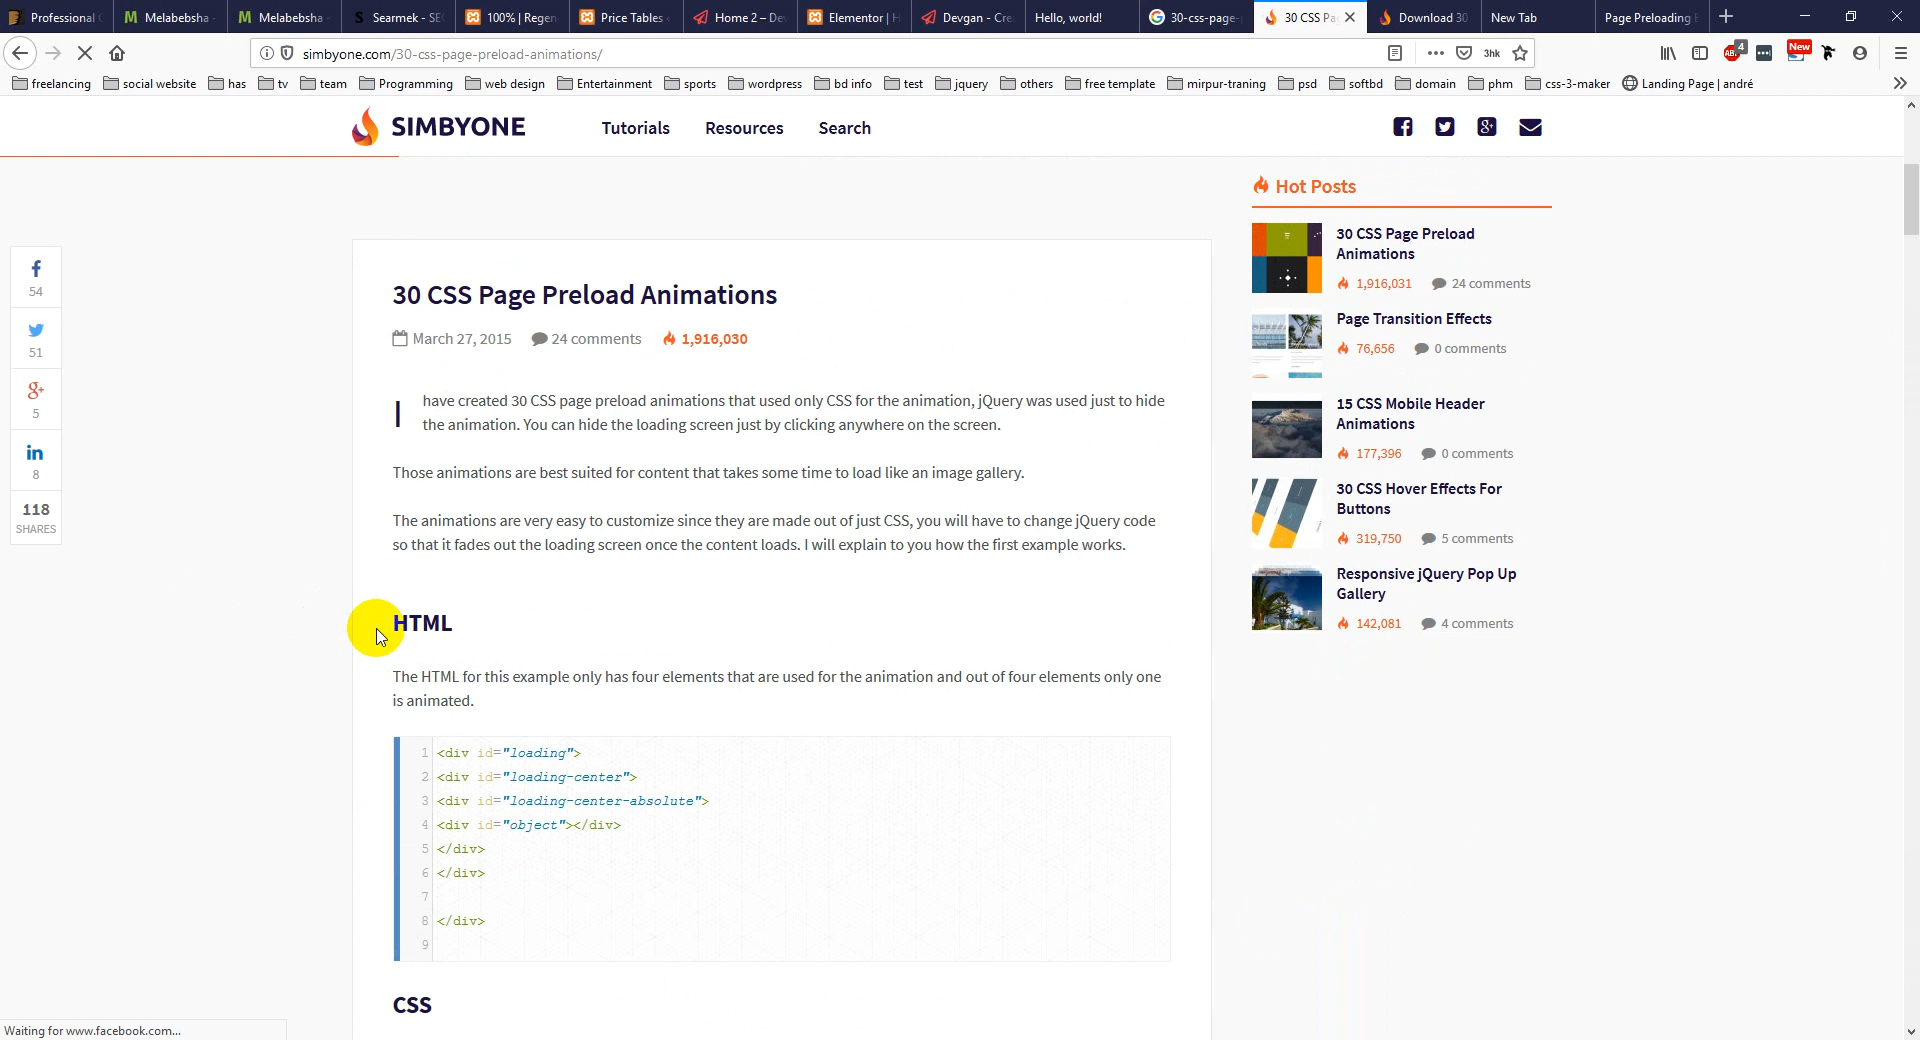 Professional
Melabebsha
Melabebsha
Searmek - SE
100% | Regen
Price Tables
Home 2 – De
Elementor | H
Devgan - Cre
Hello, world!
30-css-page-
30 CSS Pa
Download 30
New Tab
Page Preloading E
simbyone.com/30-css-page-preload-animations/
3hk
4
New
freelancing
social website
has
tv
team
Programming
web design
Entertainment
sports
wordpress
bd info
test
jquery
others
free template
mirpur-traning
psd
softbd
domain
phm
css-3-maker
Landing Page | andré
SIMBYONE
Tutorials
Resources
Search
54
51
5
8
118
SHARES
30 CSS Page Preload Animations
March 27, 2015 24 comments 1,916,030
I have created 30 CSS page preload animations that used only CSS for the animation, jQuery was used just to hide
the animation. You can hide the loading screen just by clicking anywhere on the screen.
Those animations are best suited for content that takes some time to load like an image gallery.
The animations are very easy to customize since they are made out of just CSS, you will have to change jQuery code
so that it fades out the loading screen once the content loads. I will explain to you how the first example works.
HTML
The HTML for this example only has four elements that are used for the animation and out of four elements only one
is animated.
1 <div id="loading">
2 <div id="loading-center">
3 <div id="loading-center-absolute">
4 <div id="object"></div>
5 </div>
6 </div>
7
8 </div>
9
CSS
Hot Posts
30 CSS Page Preload
Animations
1,916,031 24 comments
Page Transition Effects
76,656 0 comments
15 CSS Mobile Header
Animations
177,396 0 comments
30 CSS Hover Effects For
Buttons
319,750 5 comments
Responsive jQuery Pop Up
Gallery
142,081 4 comments
Waiting for www.facebook.com...